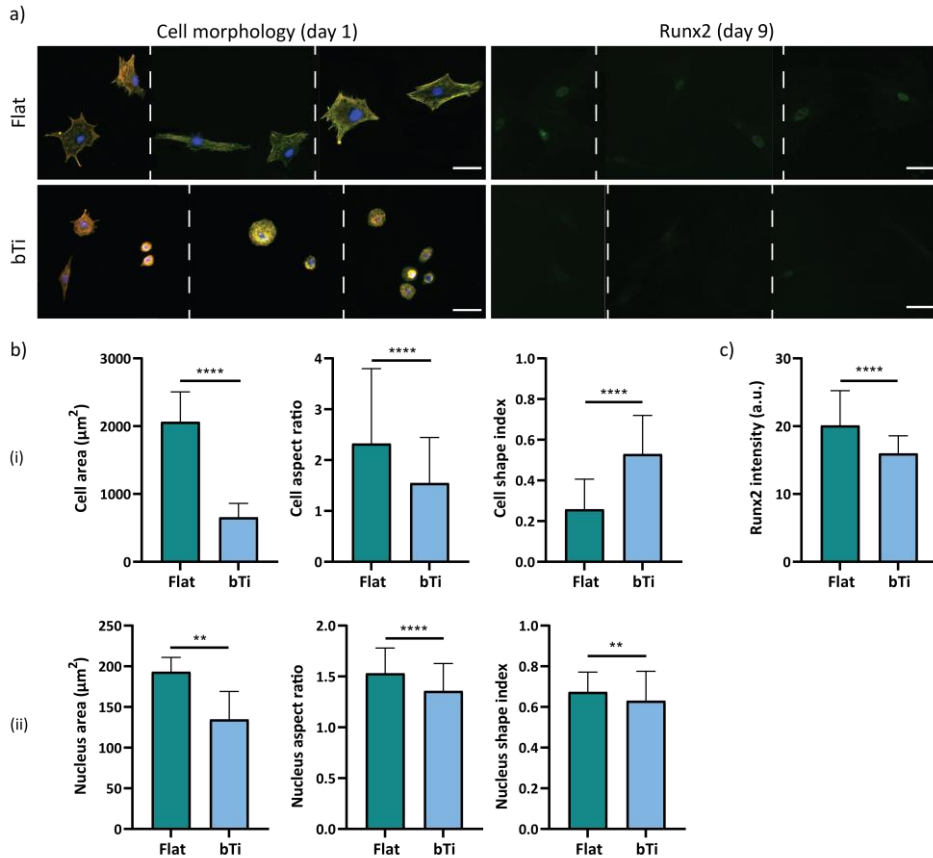 a)
Cell morphology (day 1)
Runx2 (day 9)
Flat
bTi
b)
c)
(i)
Cell area (µm²)
3000
2000
1000
0
****
Flat bTi
Cell aspect ratio
4
3
2
1
0
****
Flat bTi
Cell shape index
1.0
0.8
0.6
0.4
0.2
0.0
****
Flat bTi
Runx2 intensity (a.u.)
30
20
10
0
****
Flat bTi
(ii)
Nucleus area (µm²)
250
200
150
100
50
0
**
Flat bTi
Nucleus aspect ratio
2.0
1.5
1.0
0.5
0.0
****
Flat bTi
Nucleus shape index
1.0
0.8
0.6
0.4
0.2
0.0
**
Flat bTi